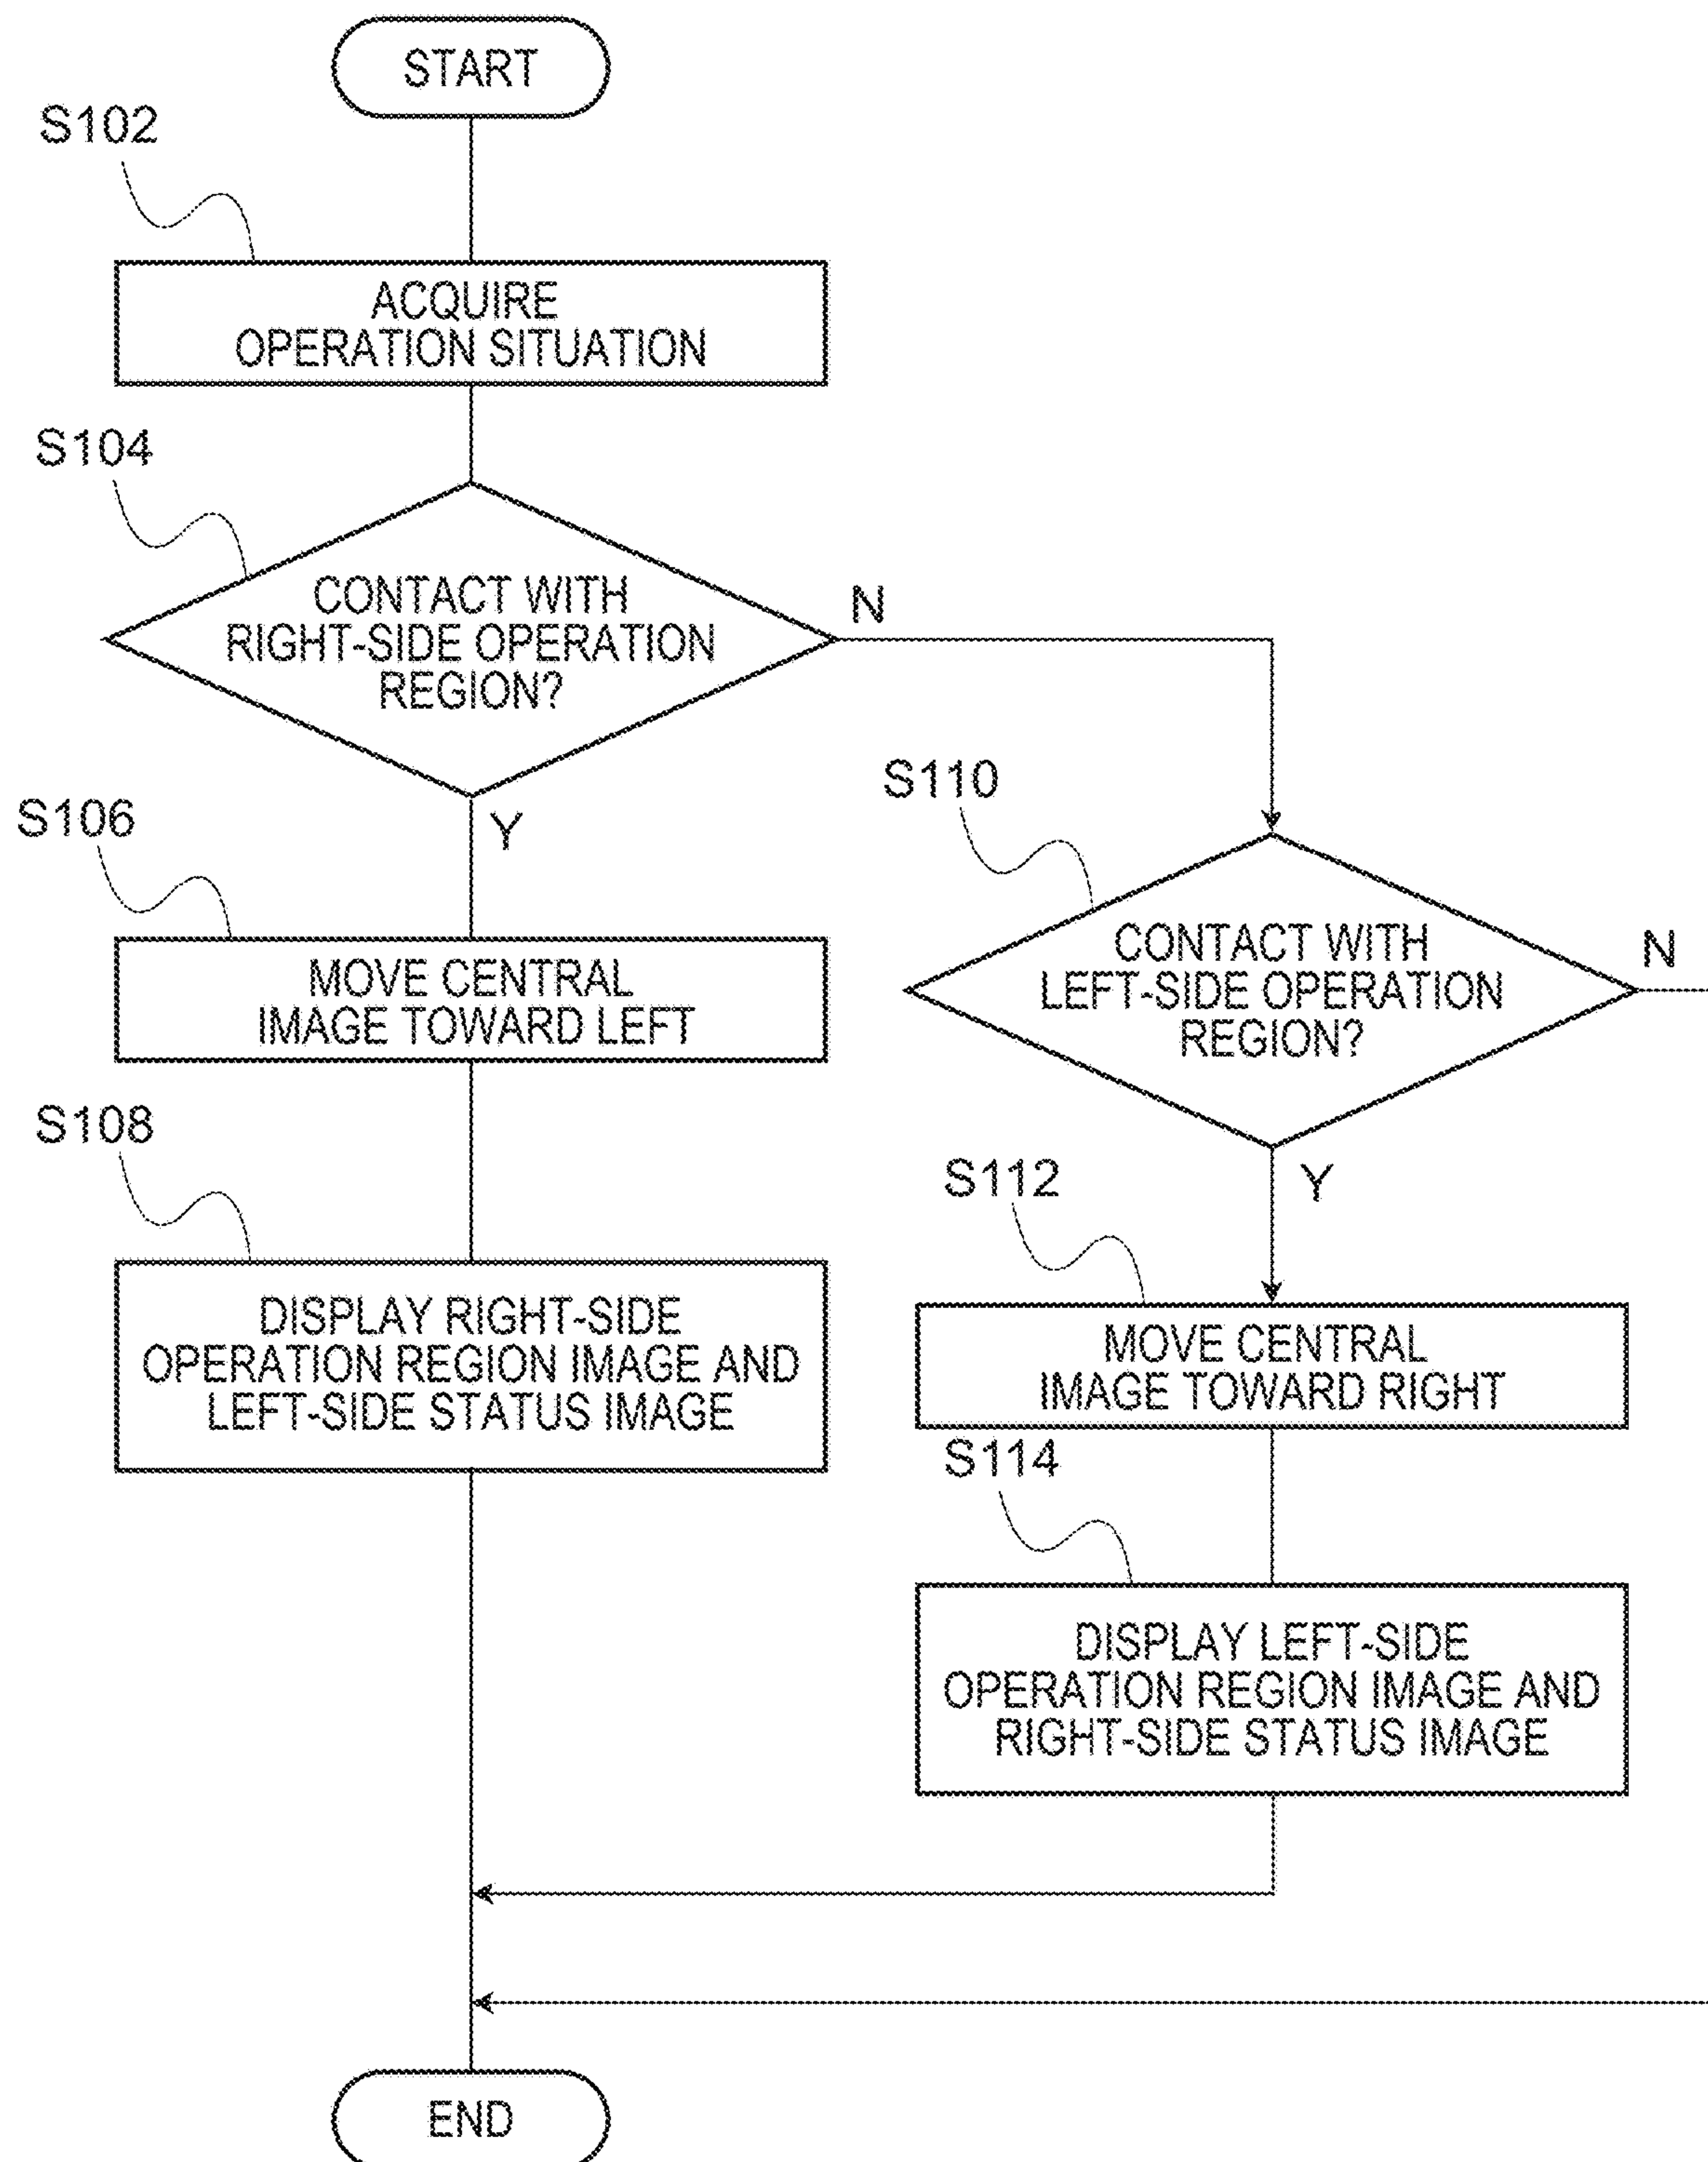 START
S102
ACQUIRE
OPERATION SITUATION
S104
CONTACT WITH
RIGHT-SIDE OPERATION
REGION?
N
Y
S106
MOVE CENTRAL
IMAGE TOWARD LEFT
S108
DISPLAY RIGHT-SIDE
OPERATION REGION IMAGE AND
LEFT-SIDE STATUS IMAGE
S110
CONTACT WITH
LEFT-SIDE OPERATION
REGION?
N
Y
S112
MOVE CENTRAL
IMAGE TOWARD RIGHT
S114
DISPLAY LEFT-SIDE
OPERATION REGION IMAGE AND
RIGHT-SIDE STATUS IMAGE
END